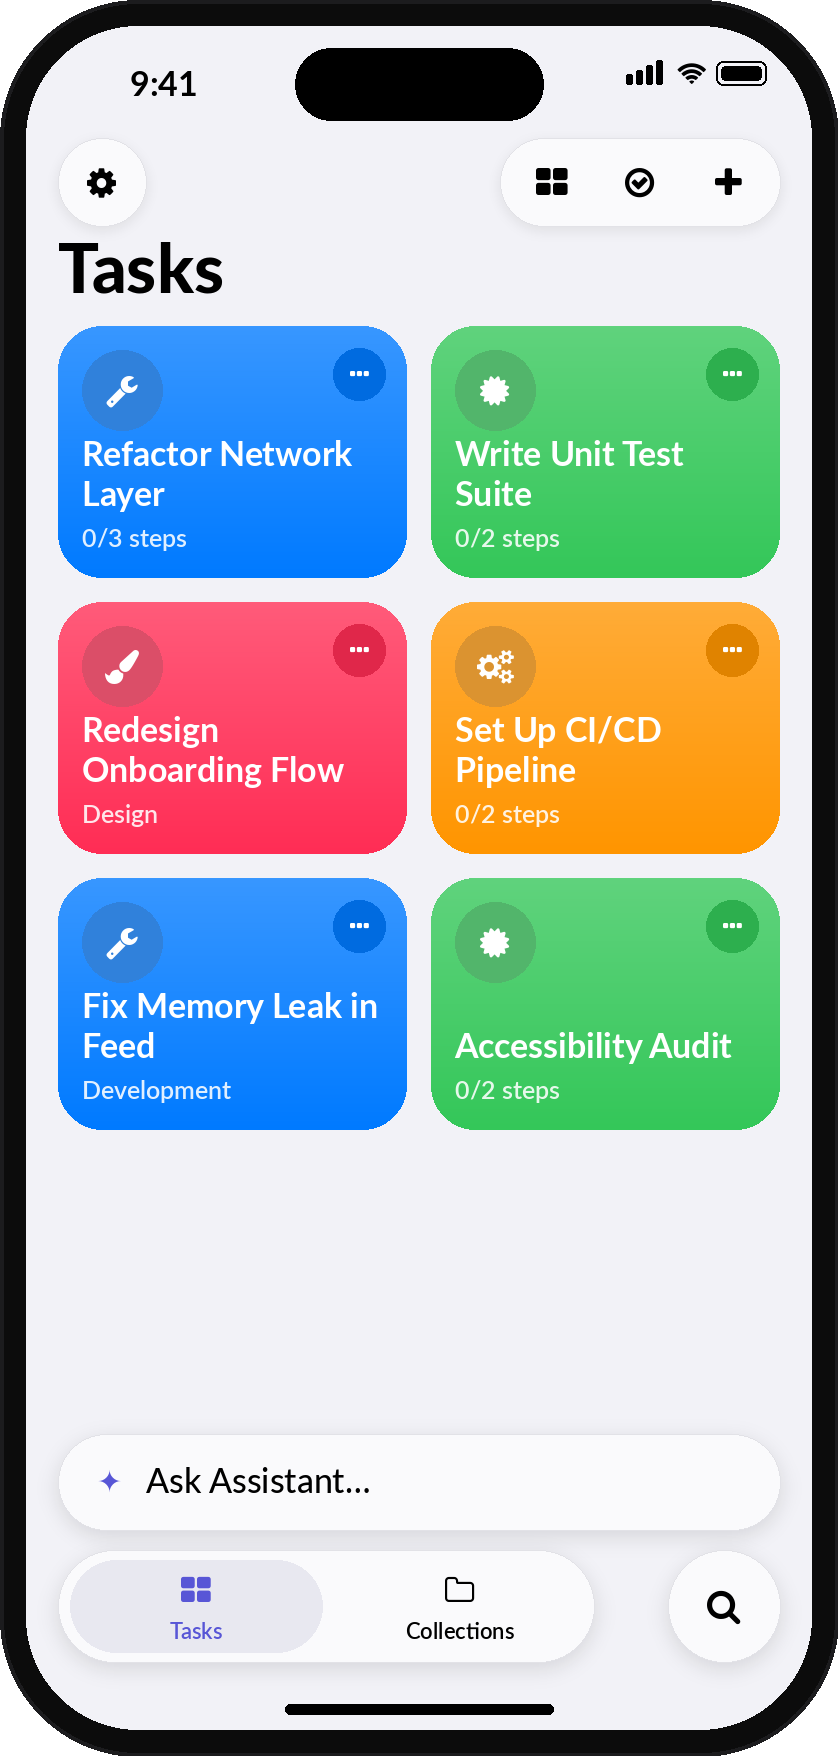 9:41
Tasks
Refactor Network
Layer
0/3 steps
Write Unit Test
Suite
0/2 steps
Redesign
Onboarding Flow
Design
Set Up CI/CD
Pipeline
0/2 steps
Fix Memory Leak in
Feed
Development
Accessibility Audit
0/2 steps
Ask Assistant...
Tasks
Collections